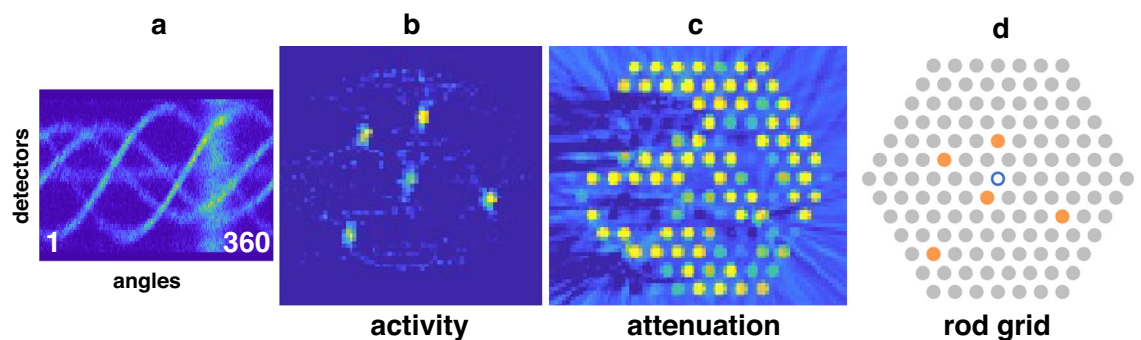 a
b
c
d
detectors
1
360
angles
activity
attenuation
rod grid